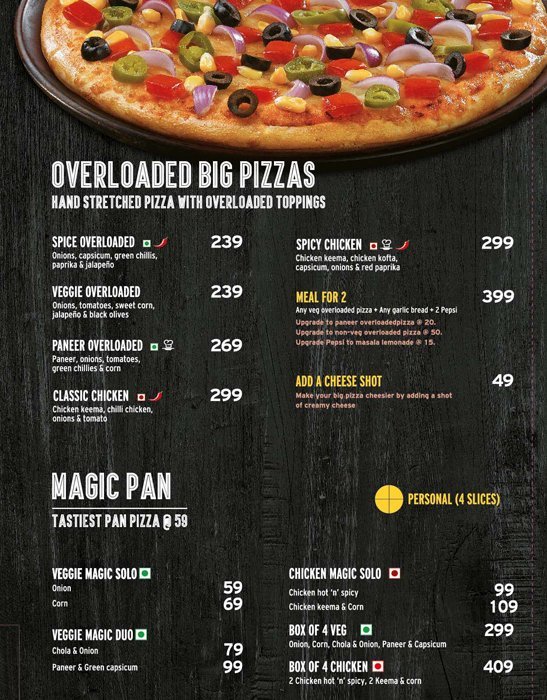 OVERLOADED BIG PIZZAS
HAND STRETCHED PIZZA WITH OVERLOADED TOPPINGS
SPICE OVERLOADED 239
Onions, capsicum, green chillis,
paprika & jalapeño
VEGGIE OVERLOADED 239
Onions, tomatoes, sweet corn,
jalapeño & black olives
PANEER OVERLOADED 269
Paneer, onions, tomatoes,
green chillies & corn
CLASSIC CHICKEN 299
Chicken keema, chilli chicken,
onions & tomato
SPICY CHICKEN 299
Chicken keema, chicken kofta,
capsicum, onions & red paprika
MEAL FOR 2 399
Any veg overloaded pizza + Any garlic bread + 2 Pepsi
Upgrade to paneer overloadedpizza @ 20.
Upgrade to non-veg overloaded pizza @ 50.
Upgrade Pepsi to masala lemonade @ 15.
ADD A CHEESE SHOT 49
Make your big pizza cheesier by adding a shot
of creamy cheese
MAGIC PAN
TASTIEST PAN PIZZA @ 59
PERSONAL (4 SLICES)
VEGGIE MAGIC SOLO
Onion 59
Corn 69
VEGGIE MAGIC DUO
Chola & Onion 79
Paneer & Green capsicum 99
CHICKEN MAGIC SOLO
Chicken hot 'n' spicy 99
Chicken keema & Corn 109
BOX OF 4 VEG 299
Onion, Corn, Chola & Onion, Paneer & Capsicum
BOX OF 4 CHICKEN 409
2 Chicken hot 'n' spicy, 2 Keema & corn